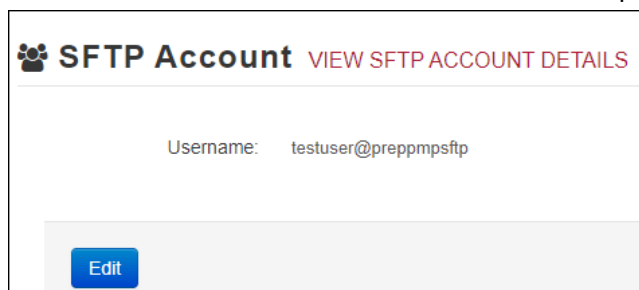 SFTP Account VIEW SFTP ACCOUNT DETAILS
Username: testuser@preppmpsftp
Edit